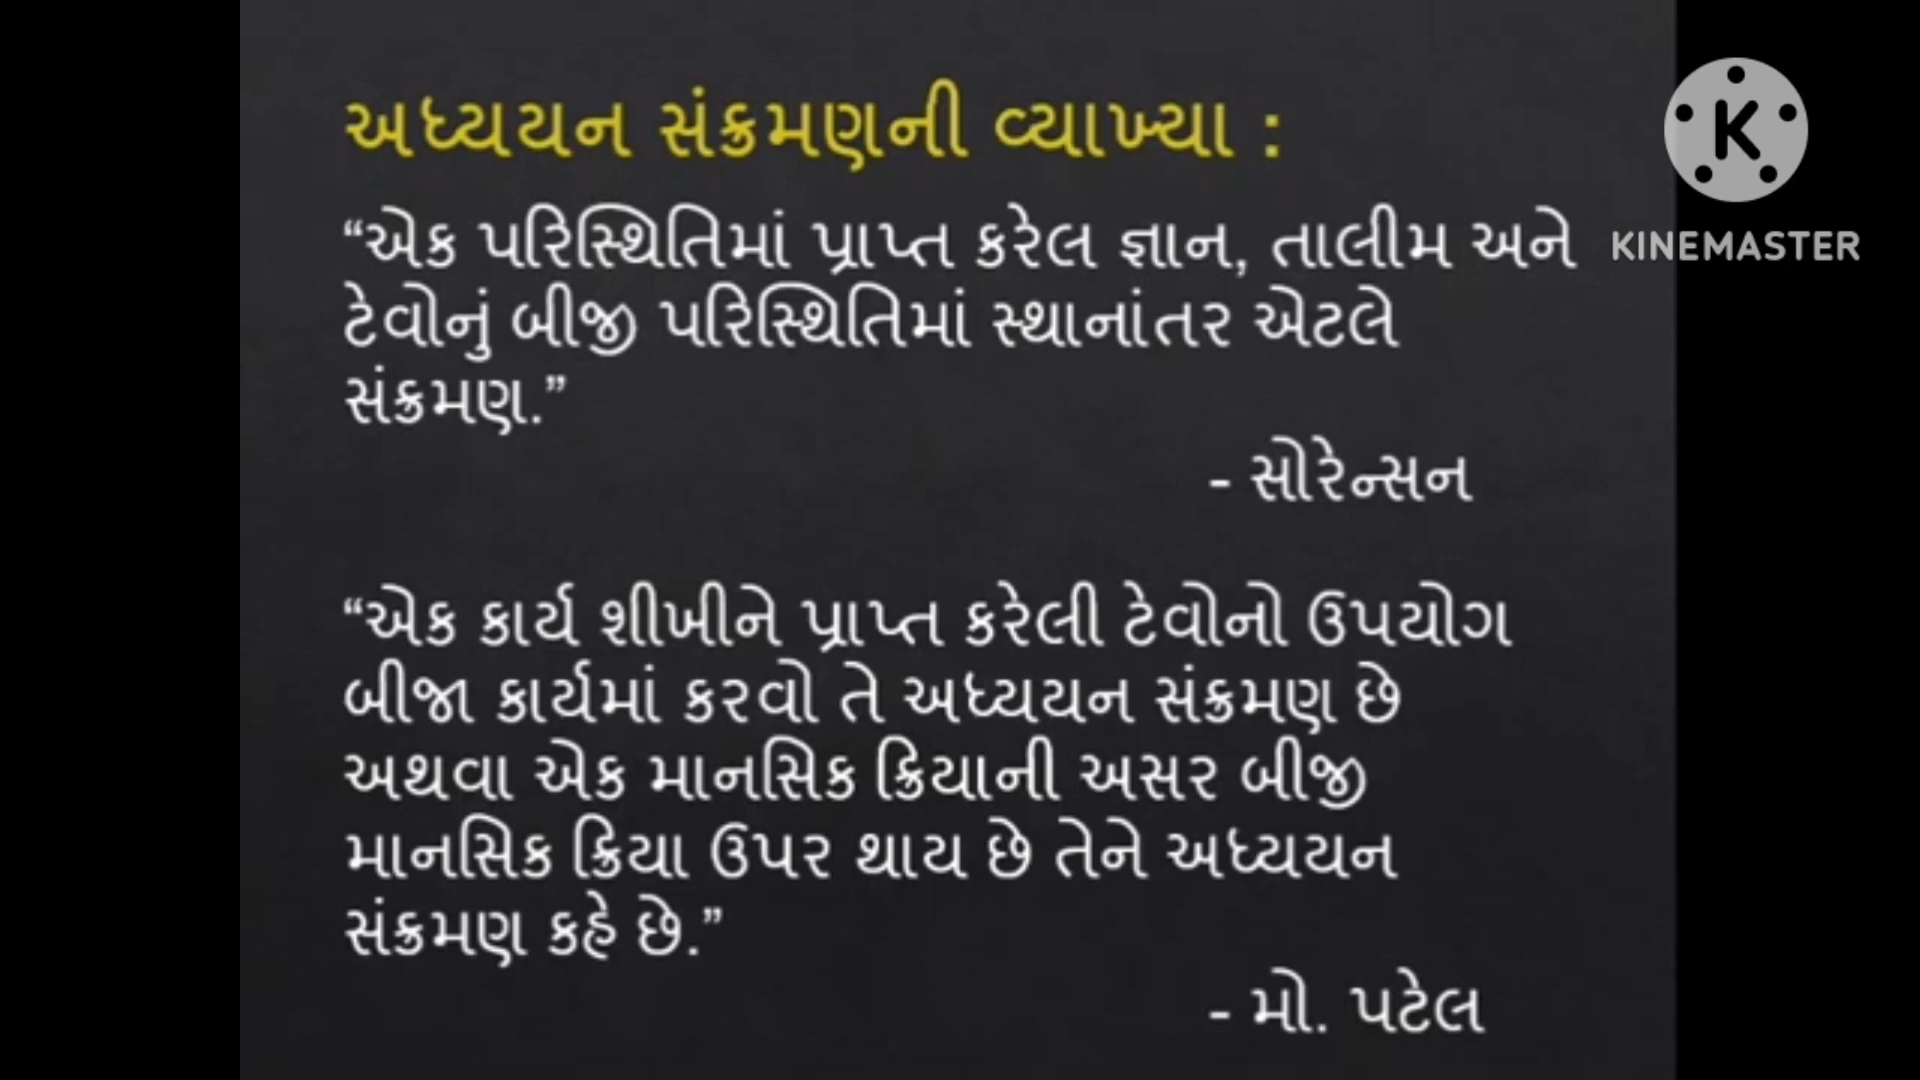 અધ્યયન સંક્રમણની વ્યાખ્યા :
“એક પરિસ્થિતિમાં પ્રાપ્ત કરેલ જ્ઞાન, તાલીમ અને
ટેવોનું બીજી પરિસ્થિતિમાં સ્થાનાંતર એટલે
સંક્રમણ.”
- સોરેન્સન
“એક કાર્ય શીખીને પ્રાપ્ત કરેલી ટેવોનો ઉપયોગ
બીજા કાર્યમાં કરવો તે અધ્યયન સંક્રમણ છે
અથવા એક માનસિક ક્રિયાની અસર બીજી
માનસિક ક્રિયા ઉપર થાય છે તેને અધ્યયન
સંક્રમણ કહે છે.”
- મો. પટેલ
K
KINEMASTER